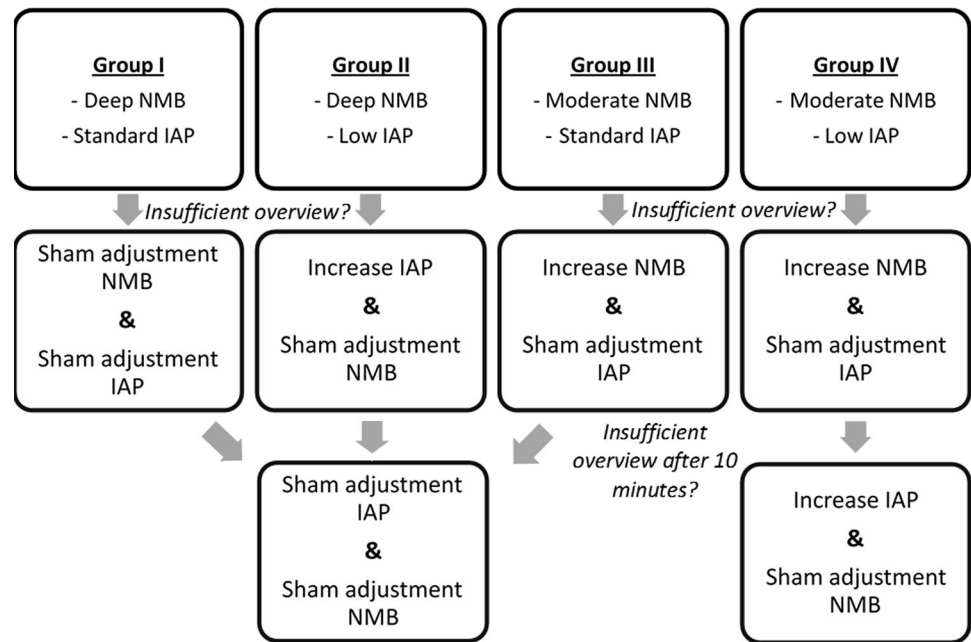 Group I
- Deep NMB
- Standard IAP
Group II
- Deep NMB
- Low IAP
Group III
- Moderate NMB
- Standard IAP
Group IV
- Moderate NMB
- Low IAP
Insufficient overview?
Insufficient overview?
Sham adjustment
NMB
&
Sham adjustment
IAP
Increase IAP
&
Sham adjustment
NMB
Increase NMB
&
Sham adjustment
IAP
Increase NMB
&
Sham adjustment
IAP
Insufficient
overview after 10
minutes?
Sham adjustment
IAP
&
Sham adjustment
NMB
Increase IAP
&
Sham adjustment
NMB